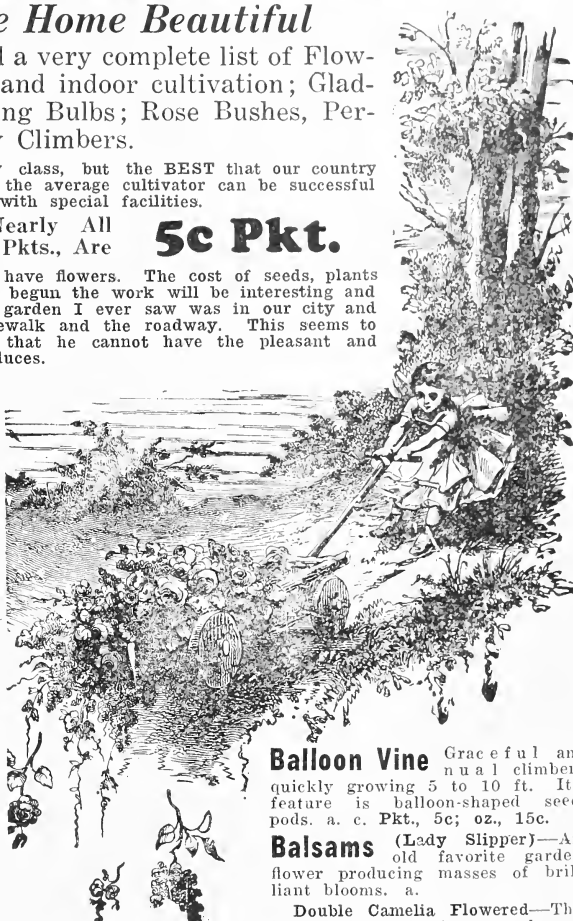 e Home Beautiful
l a very complete list of Flow-
and indoor cultivation; Glad-
ng Bulbs; Rose Bushes, Per-
y Climbers.
r class, but the BEST that our country
the average cultivator can be successful
with special facilities.
Nearly All
Pkts., Are
5c Pkt.
have flowers. The cost of seeds, plants
begun the work will be interesting and
garden I ever saw was in our city and
ewalk and the roadway. This seems to
that he cannot have the pleasant and
luces.
Balloon Vine Graceful an
nual climber
quickly growing 5 to 10 ft. It
feature is balloon-shaped see
pods. a. c. Pkt., 5c; oz., 15c.
Balsams (Lady Slipper)—A
old favorite garde
flower producing masses of bril
liant blooms. a.
Double Camelia Flowered—Th